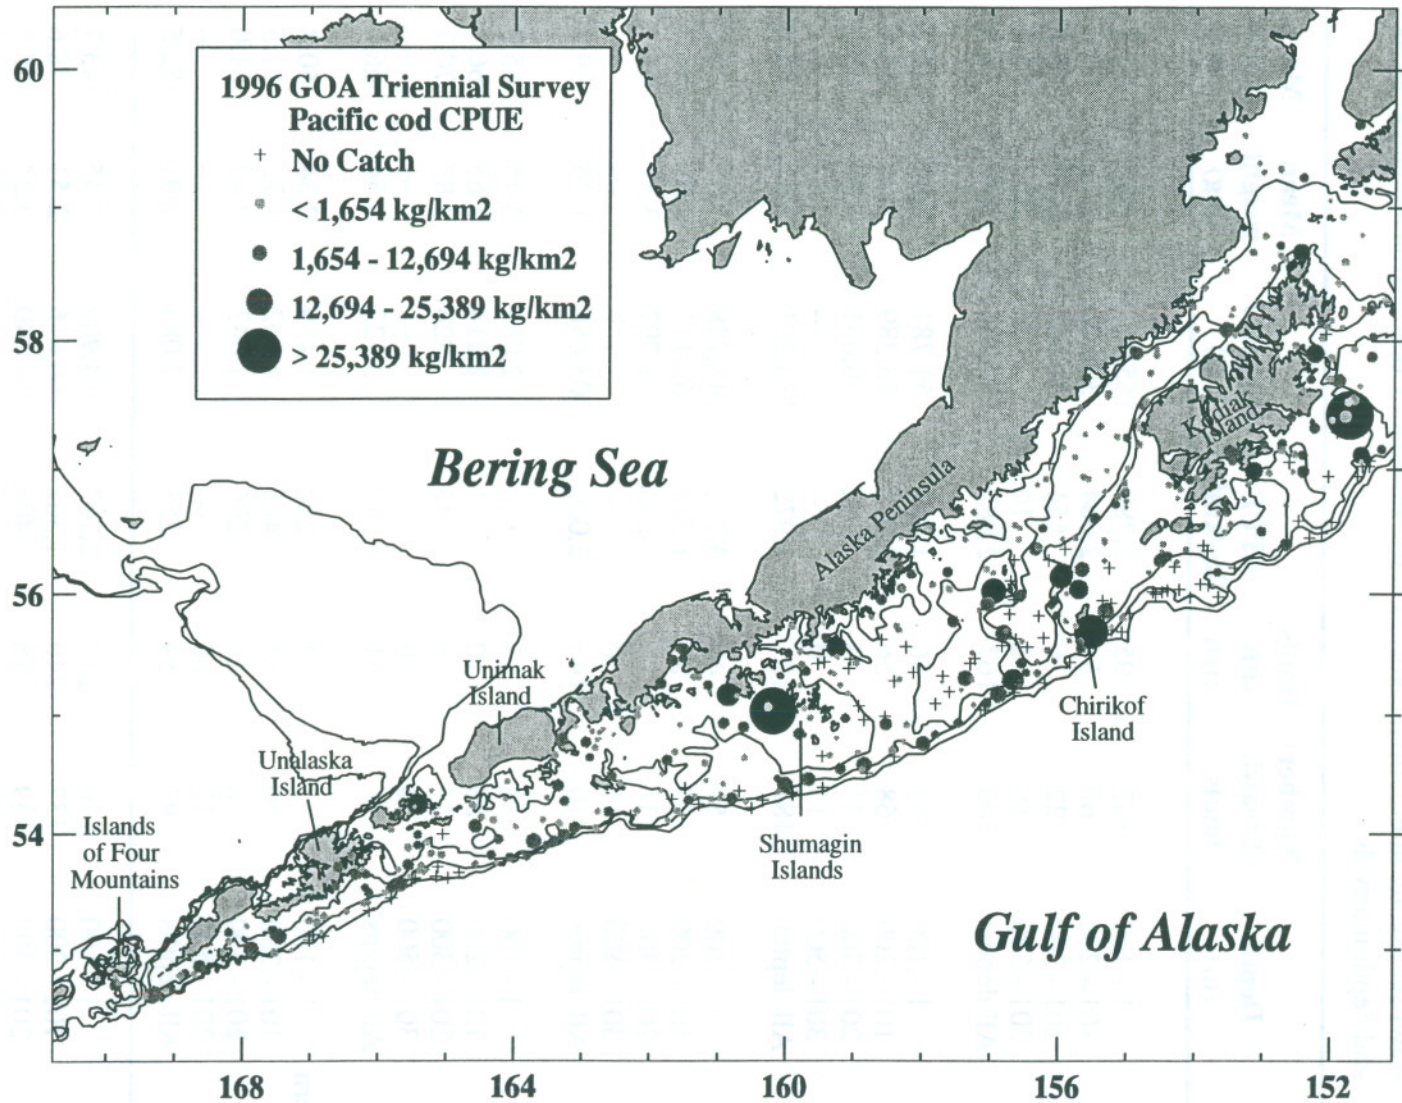 60
58
56
54
1996 GOA Triennial Survey
Pacific cod CPUE
+ No Catch
< 1,654 kg/km2
1,654 - 12,694 kg/km2
12,694 - 25,389 kg/km2
> 25,389 kg/km2
Bering Sea
Kodiak
Island
Alaska Peninsula
Unimak
Island
Unalaska
Island
Islands
of Four
Mountains
Chirikof
Island
Shumagin
Islands
Gulf of Alaska
168
164
160
156
152